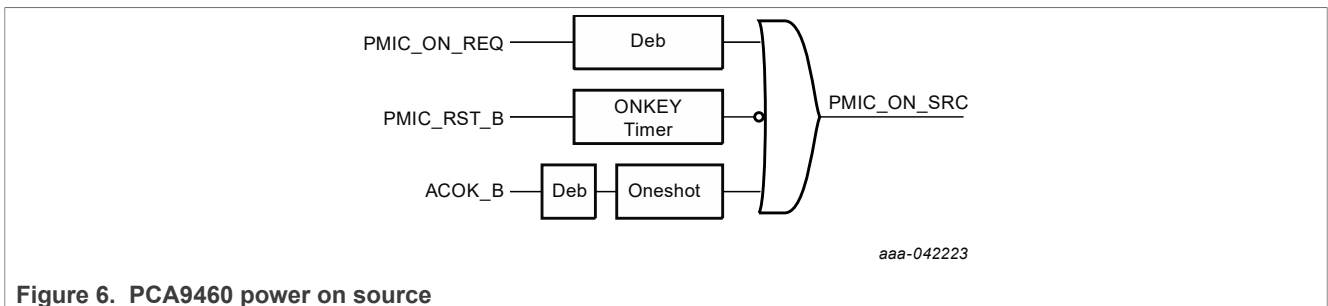 PMIC_ON_REQ
Deb
PMIC_RST_B
ONKEY
Timer
PMIC_ON_SRC
ACOK_B
Deb
Oneshot
aaa-042223
Figure 6. PCA9460 power on source